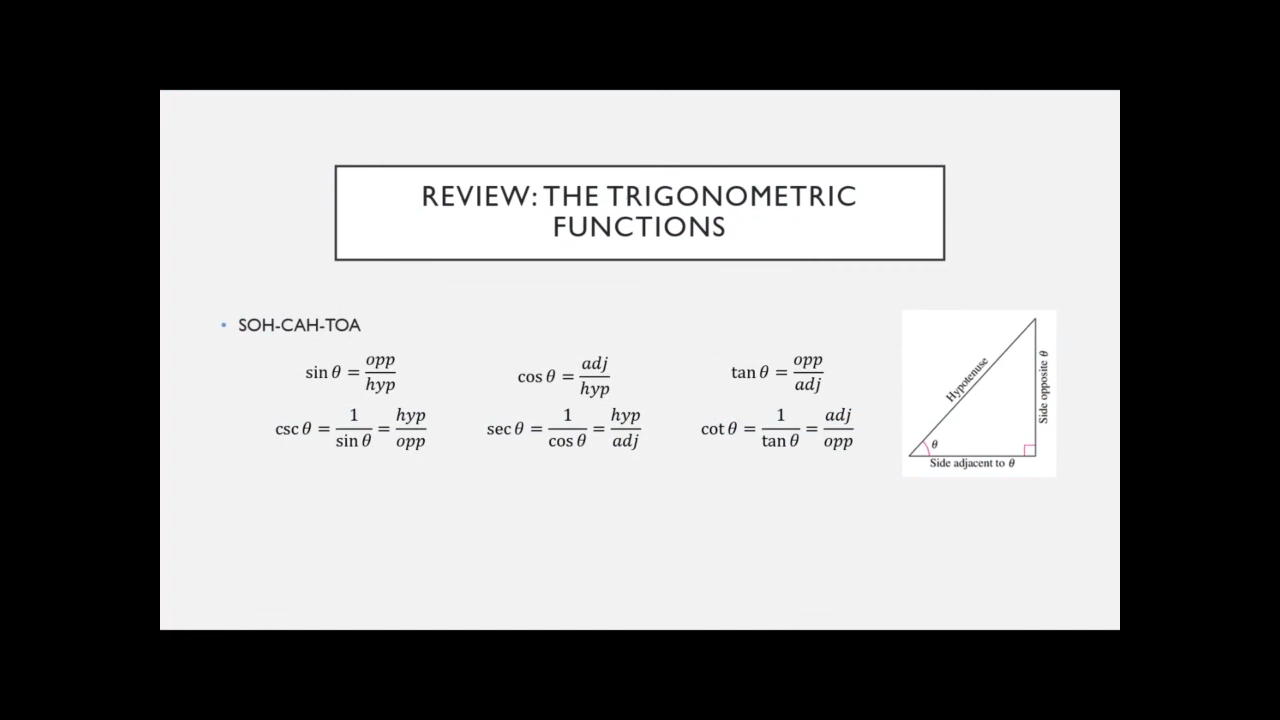 REVIEW: THE TRIGONOMETRIC
FUNCTIONS
• SOH-CAH-TOA
sin θ = opp/hyp
cos θ = adj/hyp
tan θ = opp/adj
csc θ = 1/sin θ = hyp/opp
sec θ = 1/cos θ = hyp/adj
cot θ = 1/tan θ = adj/opp
Hypotenuse
Side opposite θ
θ
Side adjacent to θ